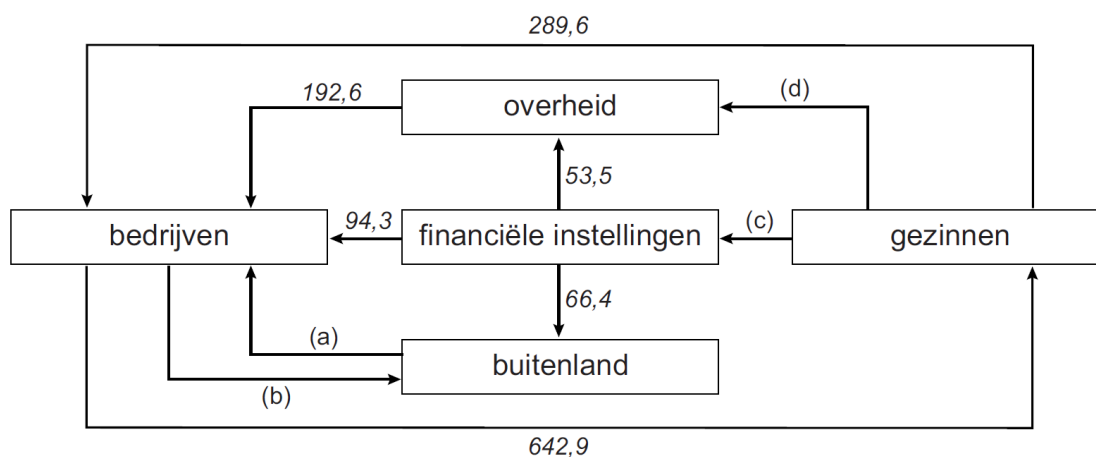 289,6
192,6
overheid
(d)
53,5
bedrijven
94,3
financiële instellingen
(c)
gezinnen
66,4
(a)
buitenland
(b)
642,9